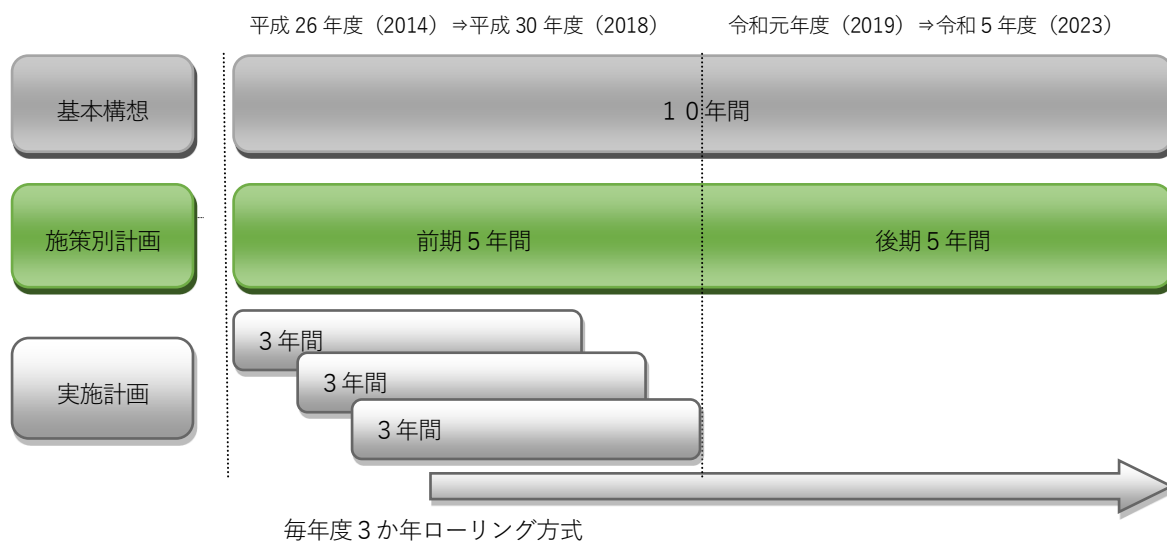 平成 26 年度（2014）⇒平成 30 年度（2018）　令和元年度（2019）⇒令和 5 年度（2023）
基本構想　１０年間
施策別計画　前期５年間　後期５年間
３年間
３年間
実施計画
３年間
毎年度３か年ローリング方式